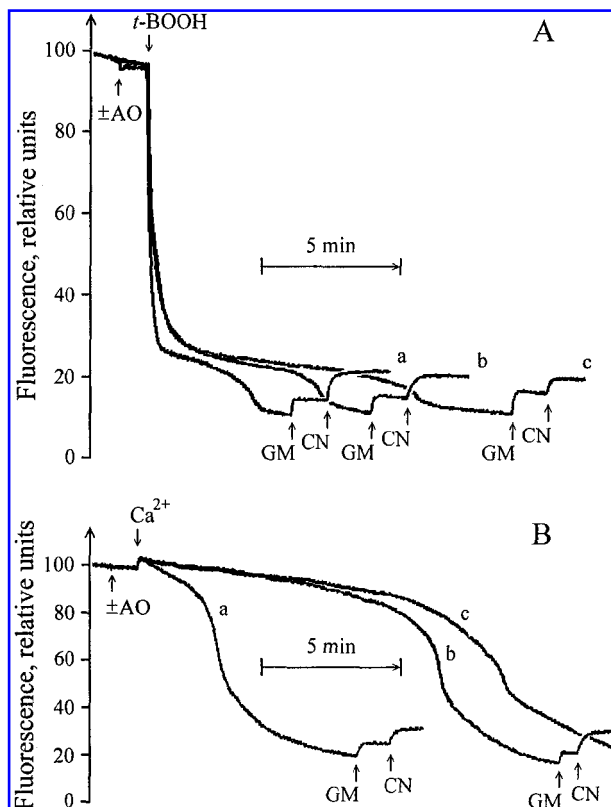 t-BOOH
A
Fluorescence, relative units
100
80
60
40
20
0
±AO
5 min
a
b
c
GM
CN
GM
CN
GM
CN
Ca2+
B
Fluorescence, relative units
100
80
60
40
20
0
±AO
a
5 min
c
b
GM
CN
GM
CN